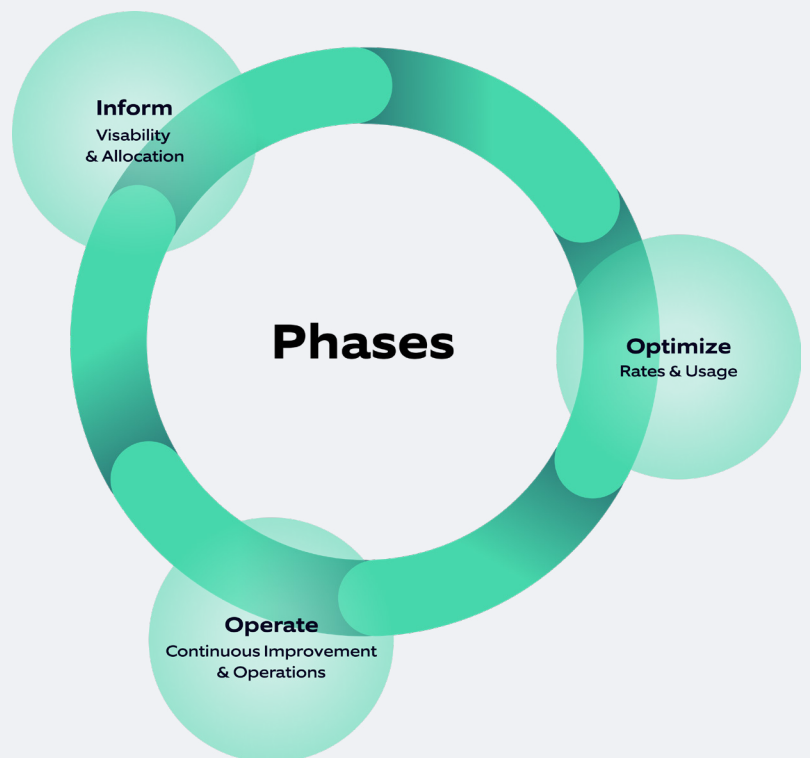 Inform
Visability
& Allocation
Phases
Optimize
Rates & Usage
Operate
Continuous Improvement
& Operations